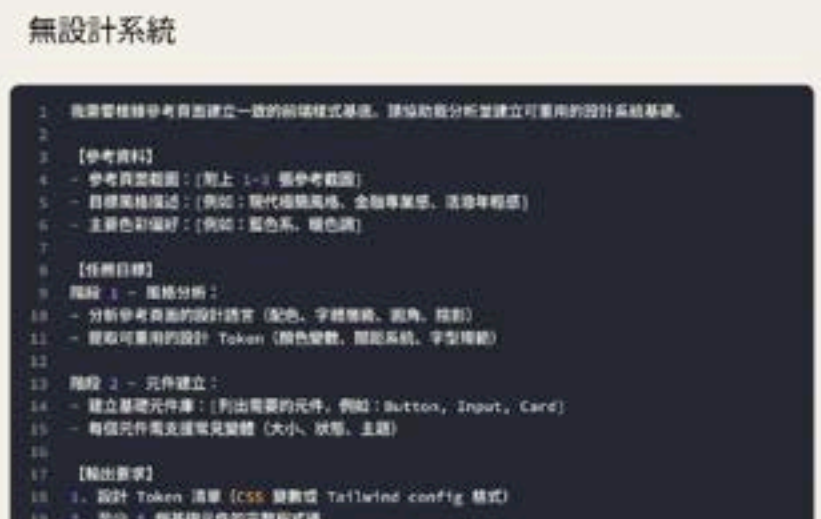 無設計系統
1 我需要根據參考頁面建立一致的前端樣式基底。請協助我分析並建立可重用的設計系統基礎。
2
3 【參考資料】
4 - 參考頁面截圖：[附上 1-3 張參考截圖]
5 - 目標風格描述：[例如：現代極簡風格、金融專業感、活潑年輕感]
6 - 主要色彩偏好：[例如：藍色系、暖色調]
7
8 【任務目標】
9 階段 1 - 風格分析：
10 - 分析參考頁面的設計語言（配色、字體層級、圓角、陰影）
11 - 提取可重用的設計 Token（顏色變數、間距系統、字型規範）
12
13 階段 2 - 元件建立：
14 - 建立基礎元件庫：[列出需要的元件，例如：Button, Input, Card]
15 - 每個元件需支援常見變體（大小、狀態、主題）
16
17 【輸出要求】
18 1. 設計 Token 清單（CSS 變數或 Tailwind config 格式）